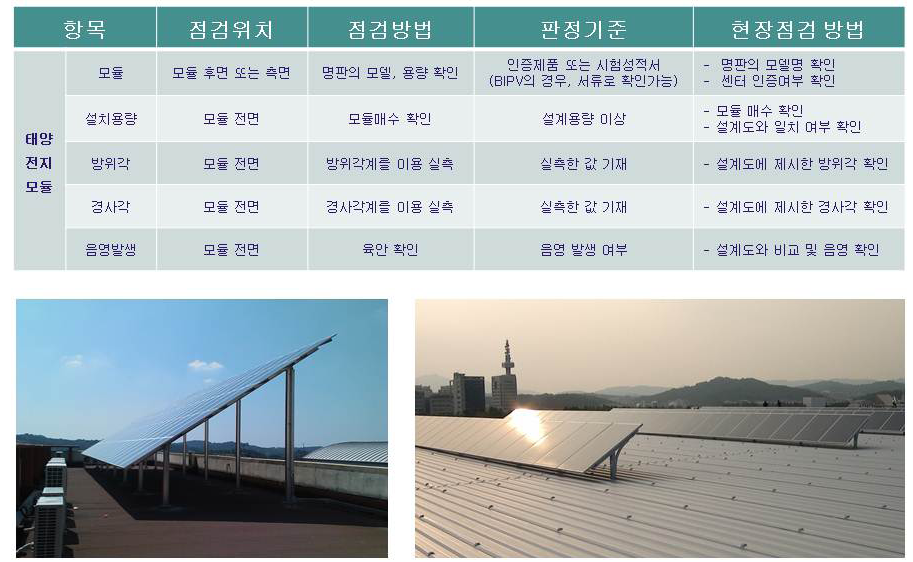 항목 점검위치 점검방법 판정기준 현장점검 방법
태양
전지
모듈
모듈 모듈 후면 또는 측면 명판의 모델, 용량 확인 인증제품 또는 시험성적서
(BIPV의 경우, 서류로 확인가능)
- 명판의 모델명 확인
- 센터 인증여부 확인
설치용량 모듈 전면 모듈매수 확인 설계용량 이상
- 모듈 매수 확인
- 설계도와 일치 여부 확인
방위각 모듈 전면 방위각계를 이용 실측 실측한 값 기재 - 설계도에 제시한 방위각 확인
경사각 모듈 전면 경사각계를 이용 실측 실측한 값 기재 - 설계도에 제시한 경사각 확인
음영발생 모듈 전면 육안 확인 음영 발생 여부 - 설계도와 비교 및 음영 확인